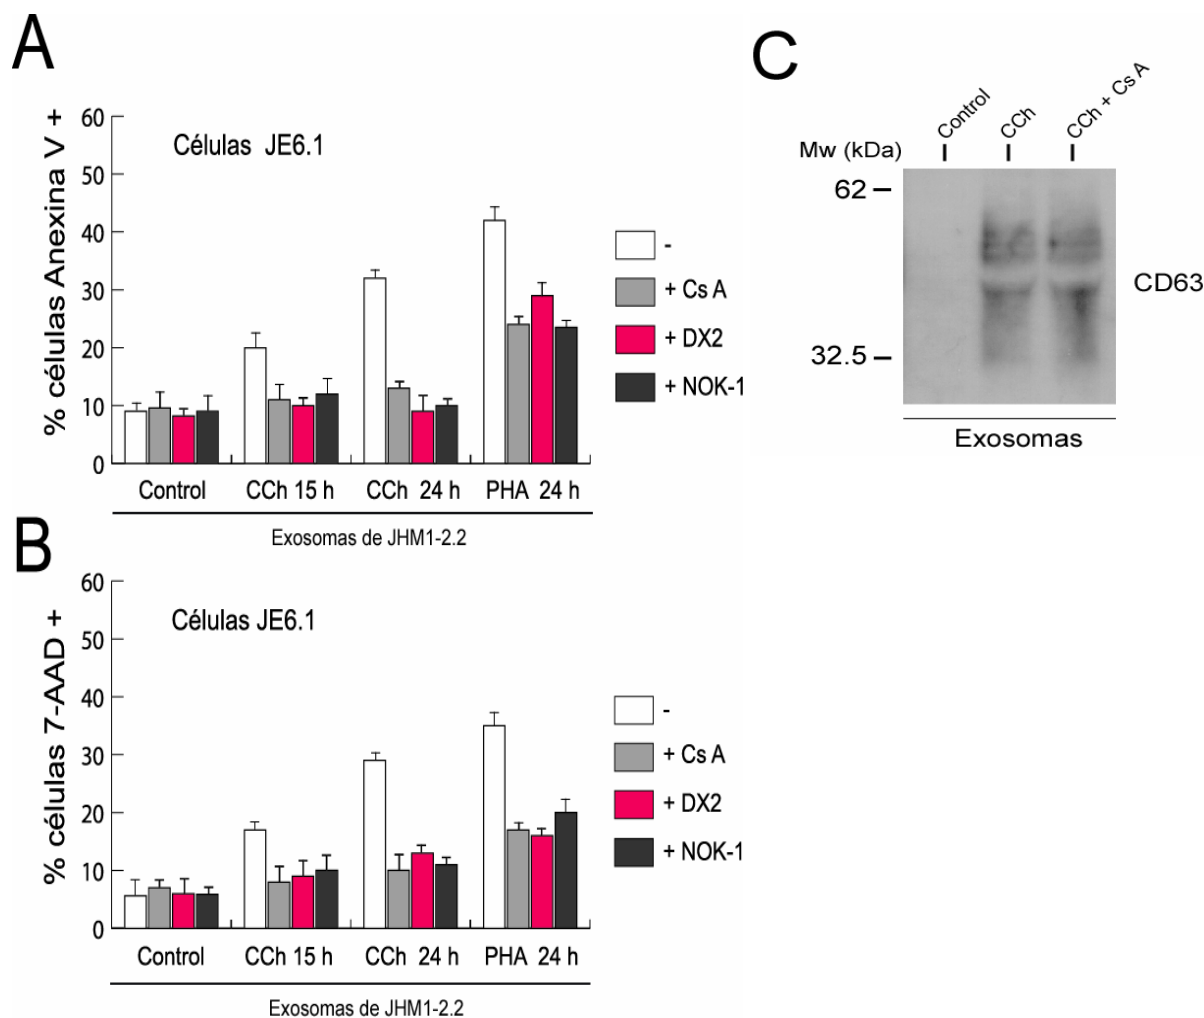 A
% células Anexina V +
60
50
40
30
20
10
0
Células JE6.1
-
+ Cs A
+ DX2
+ NOK-1
Control
CCh 15 h
CCh 24 h
PHA 24 h
Exosomas de JHM1-2.2
B
% células 7-AAD +
60
50
40
30
20
10
0
Células JE6.1
-
+ Cs A
+ DX2
+ NOK-1
Control
CCh 15 h
CCh 24 h
PHA 24 h
Exosomas de JHM1-2.2
C
Control
CCh
CCh + Cs A
Mw (kDa)
62
32.5
CD63
Exosomas